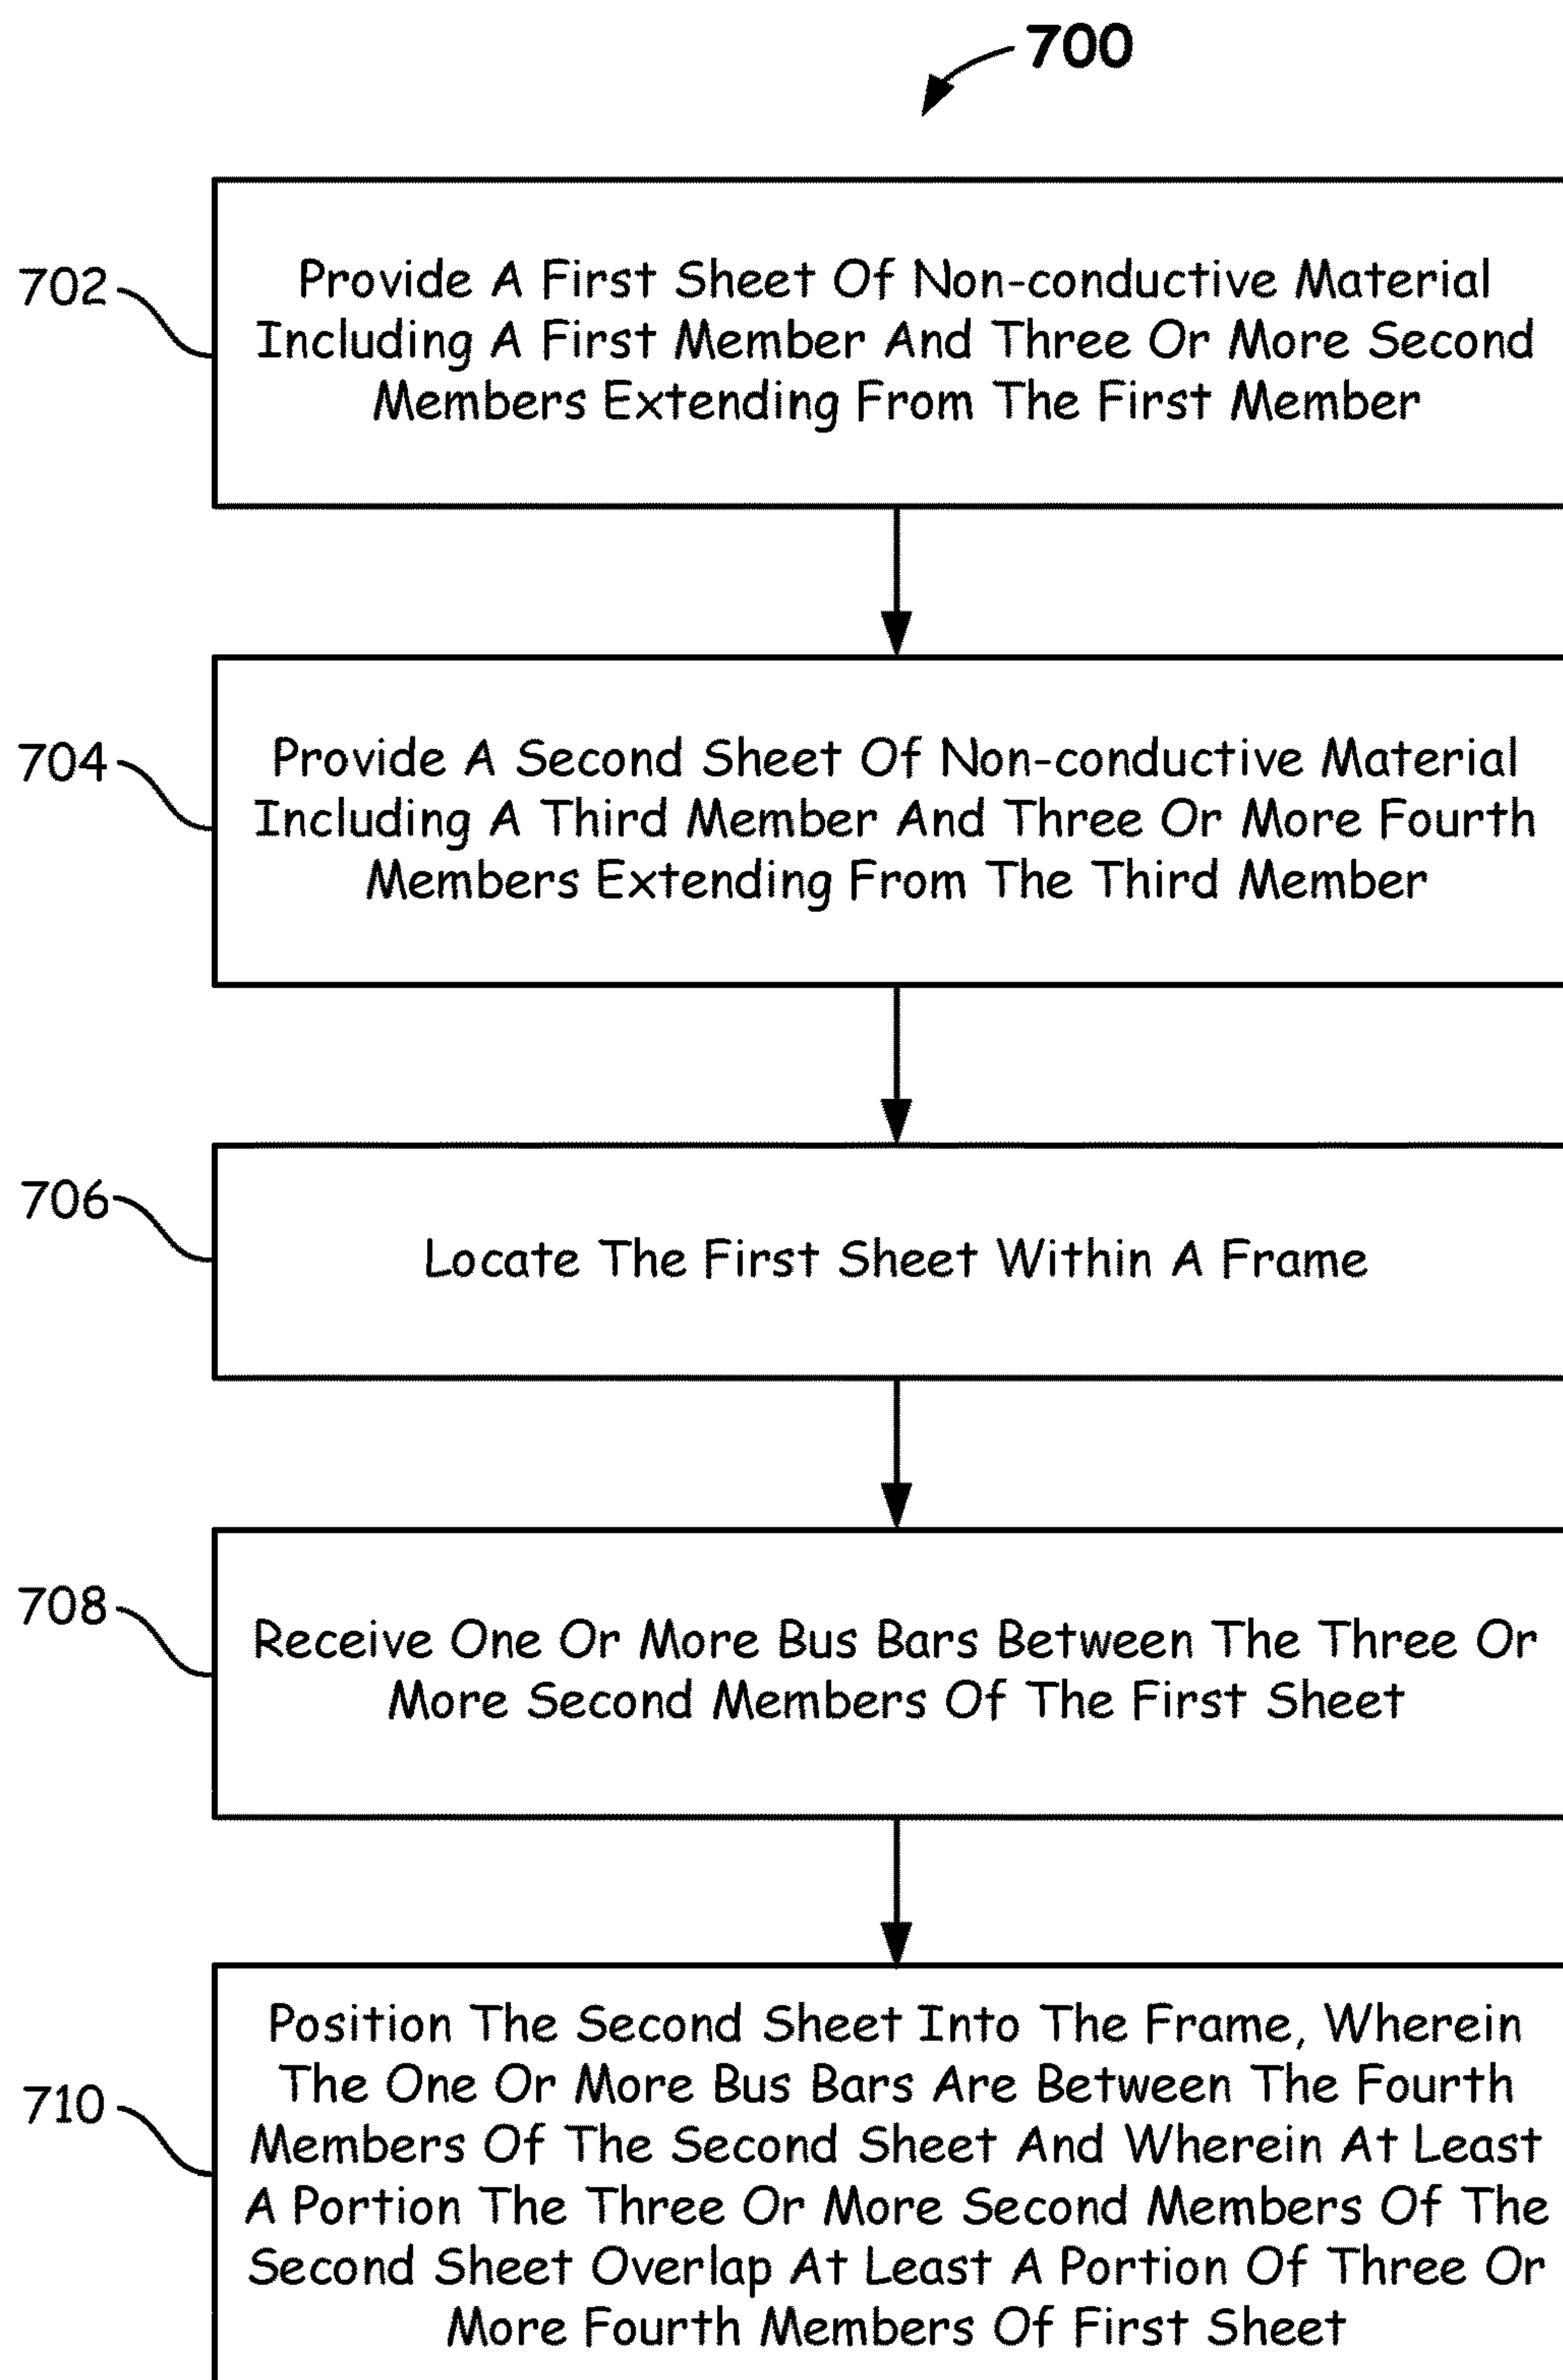 700
702
Provide A First Sheet Of Non-conductive Material
Including A First Member And Three Or More Second
Members Extending From The First Member
704
Provide A Second Sheet Of Non-conductive Material
Including A Third Member And Three Or More Fourth
Members Extending From The Third Member
706
Locate The First Sheet Within A Frame
708
Receive One Or More Bus Bars Between The Three Or
More Second Members Of The First Sheet
710
Position The Second Sheet Into The Frame, Wherein
The One Or More Bus Bars Are Between The Fourth
Members Of The Second Sheet And Wherein At Least
A Portion The Three Or More Second Members Of The
Second Sheet Overlap At Least A Portion Of Three Or
More Fourth Members Of First Sheet